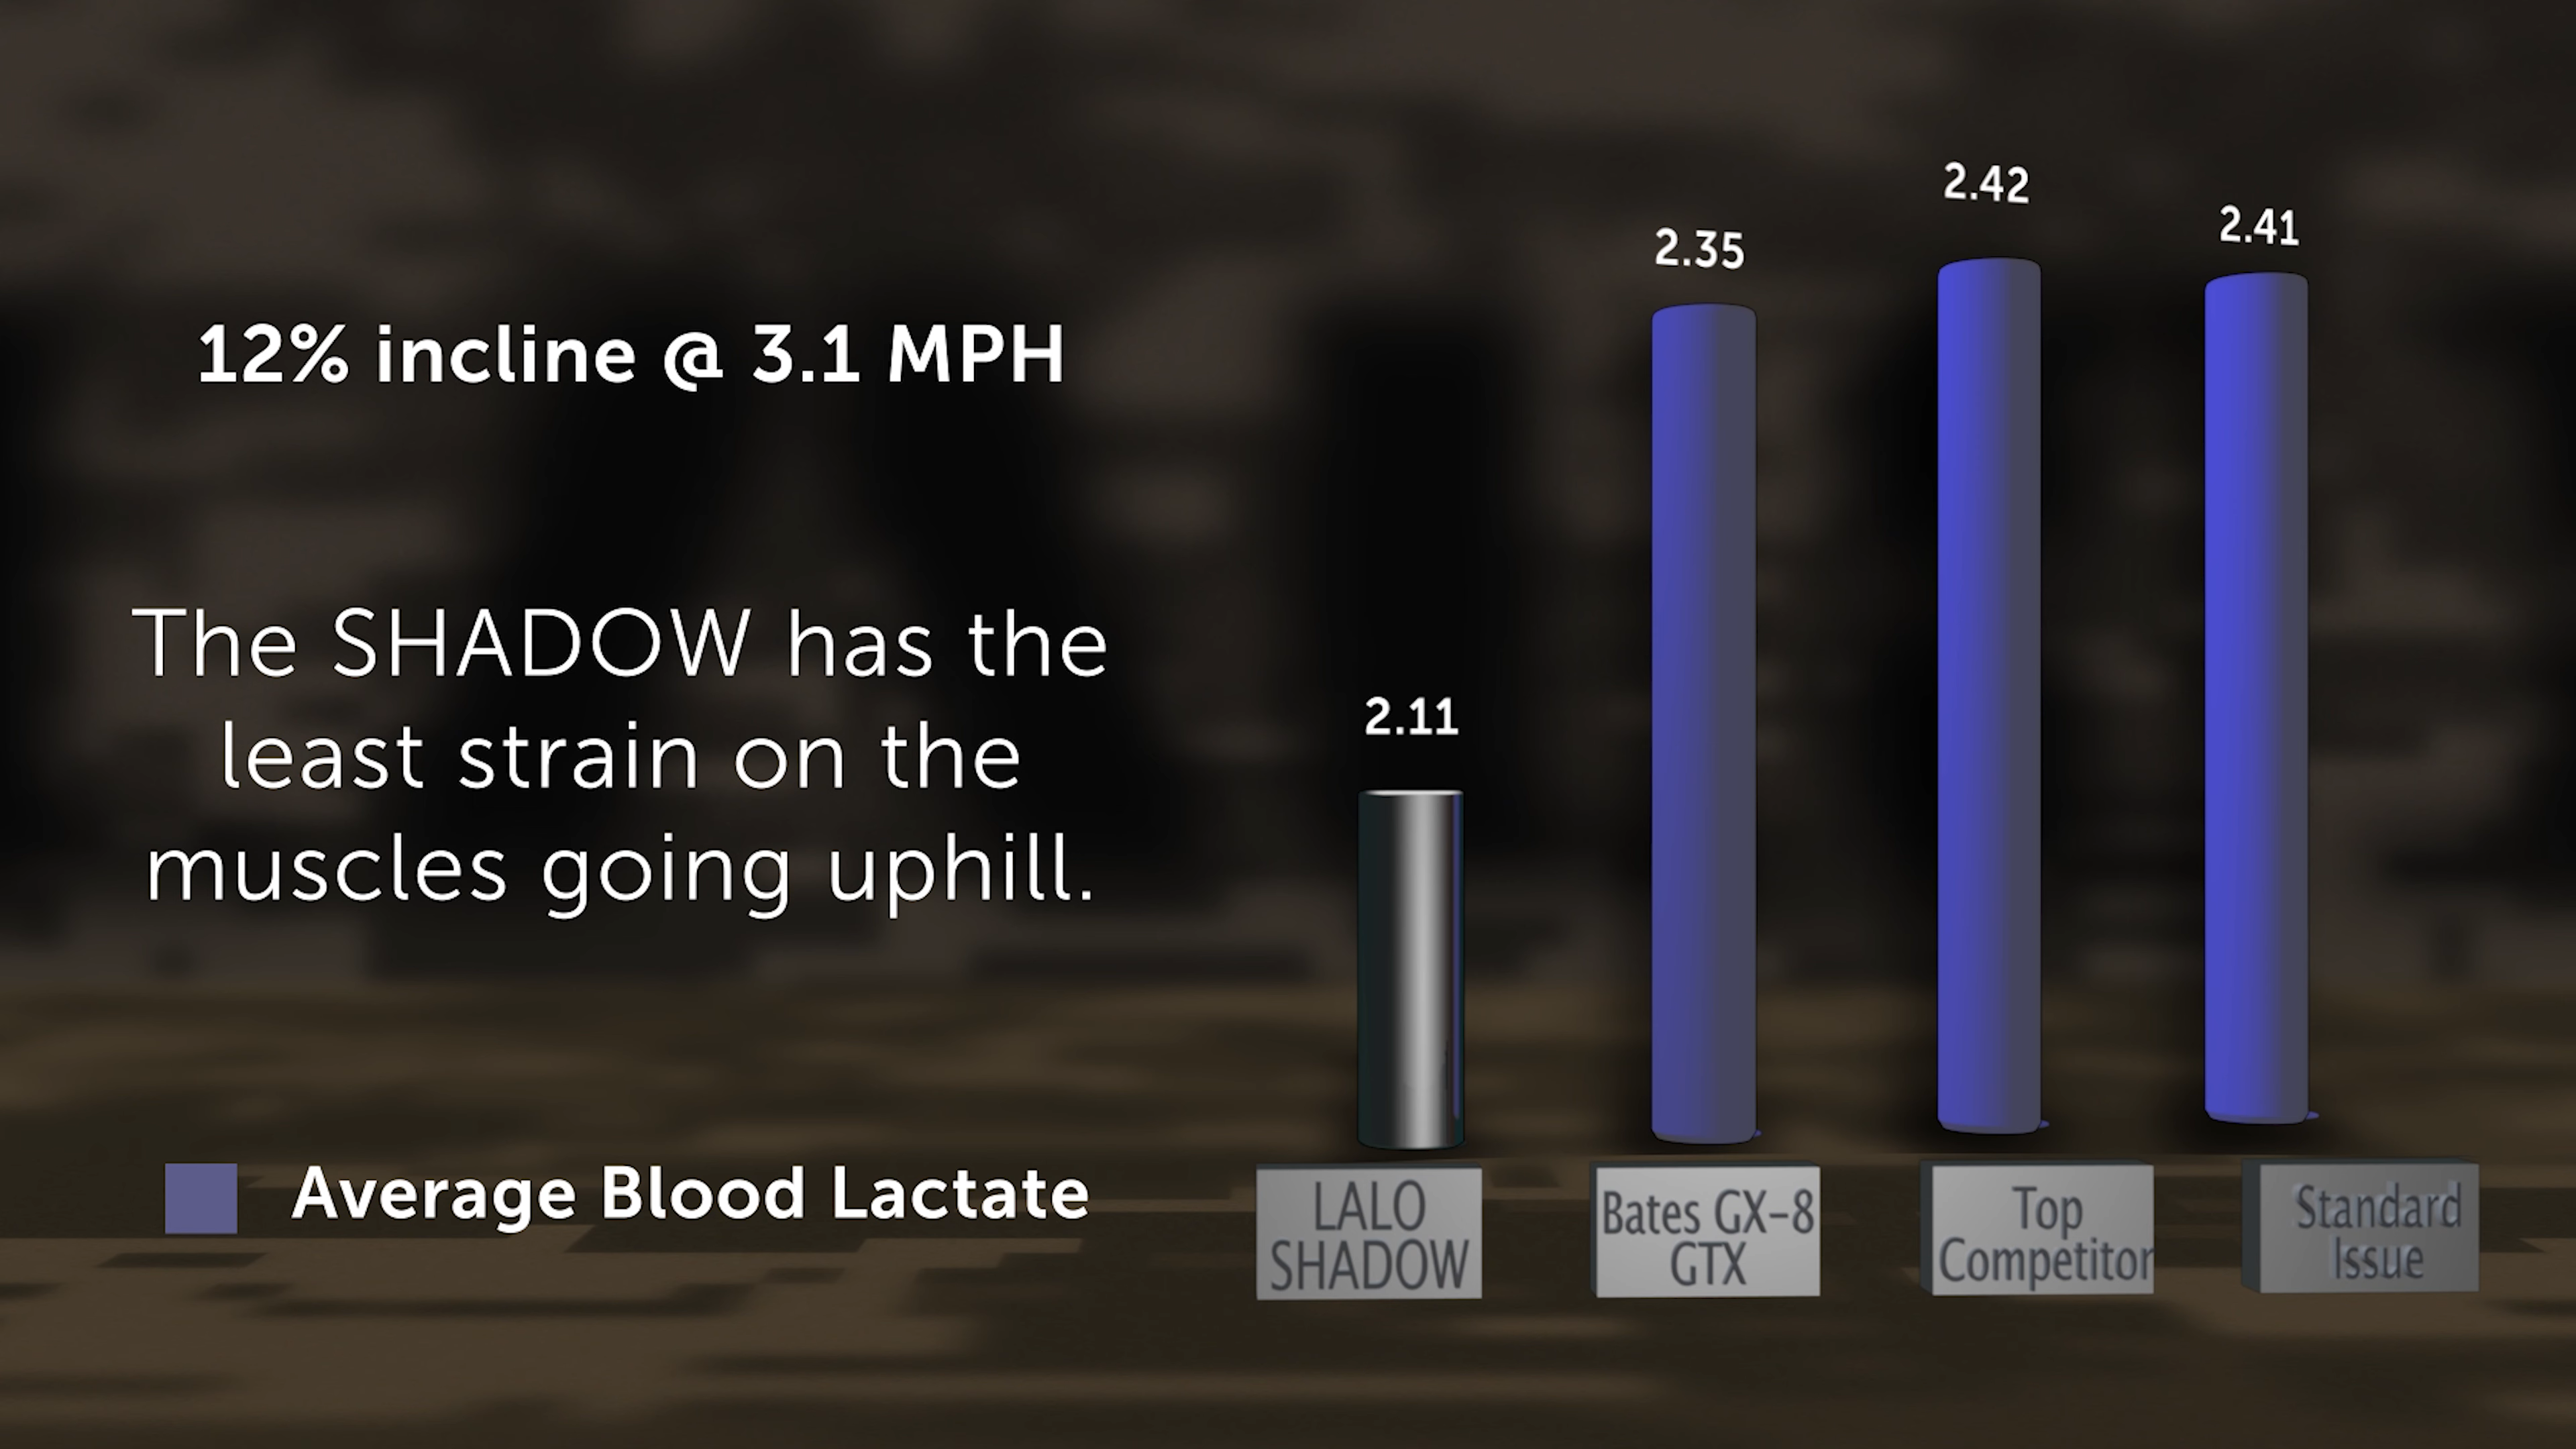 12% incline @ 3.1 MPH
The SHADOW has the
least strain on the
muscles going uphill.
Average Blood Lactate
2.11
2.35
2.42
2.41
LALO
SHADOW
Bates GX-8
GTX
Top
Competitor
Standard
Issue